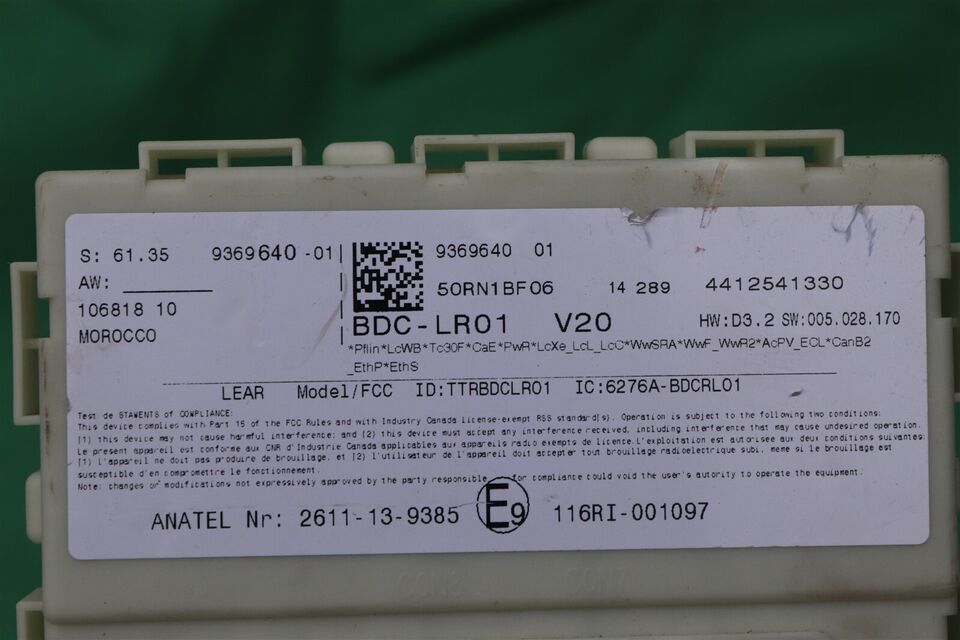 S: 61.35 9369640 -01
AW:
106818 10
MOROCCO
9369640 01
50RN1BF06 14 289 4412541330
BDC-LR01 V20 HW:D3.2 SW:005.028.170
*Pflin*LcWB*Tc30F*CaE*PwR*LcXe_LcL_LcC*WwSRA*WwF_WwR2*AcPV_ECL*CanB2
_EthP*EthS
LEAR Model/FCC ID:TTRBDCLR01 IC:6276A-BDCRL01
Test de STAMENTS of COMPLIANCE:
This device complies with Part 15 of the FCC Rules and with Industry Canada license-exempt RSS standard(s). Operation is subject to the following two conditions:
(1) this device may not cause harmful interference; and (2) this device must accept any interference received, including interference that may cause undesired operation.
Le present appareil est conforme aux CNR d'Industrie Canada applicables aux appareils radio exempts de licence. L'exploitation est autorisee aux deux conditions suivantes:
(1) l'appareil ne doit pas produire de brouillage, et (2) l'utilisateur de l'appareil doit accepter tout brouillage radioelectrique subi, meme si le brouillage est
susceptible d'en compromettre le fonctionnement.
Note: changes or modifications not expressively approved by the party responsible for compliance could void the user's authority to operate the equipment.
ANATEL Nr: 2611-13-9385 E9 116RI-001097
CON3 CON7